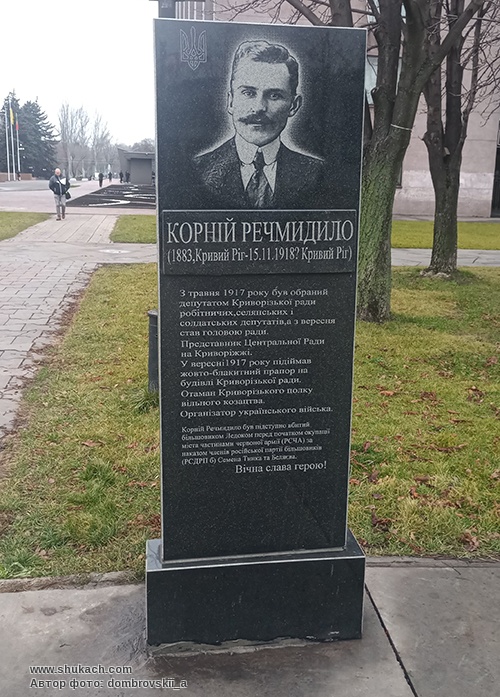 КОРНІЙ РЕЧМИДИЛО
(1883,Кривий Ріг-15.11.1918? Кривий Ріг)
З травня 1917 року був обраний
депутатом Криворізької ради
робітничих,селянських і
солдатських депутатів,а з вересня
став головою ради.
Представник Центральної Ради
на Криворіжжі.
У вересні1917 року підіймав
жовто-блакитний прапор на
будівлі Криворізької ради.
Отаман Криворізького полку
вільного козацтва.
Організатор українського війська.
Корній Речмидило був підступно вбитий
більшовиком Ледоком перед початком окупації
міста частинами червоної армії (РСЧА) за
наказом членів російської партії більшовиків
(РСДРП б) Семена Тинка та Беляєва.
Вічна слава герою!
www.shukach.com
Автор фото: dombrovskii_a